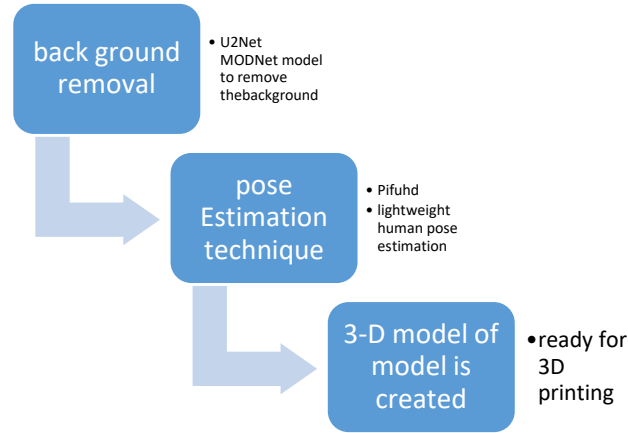 back ground
removal
• U2Net
MODNet model
to remove
thebackground
pose
Estimation
technique
• Pifuhd
• lightweight
human pose
estimation
3-D model of
model is
created
•ready for
3D
printing